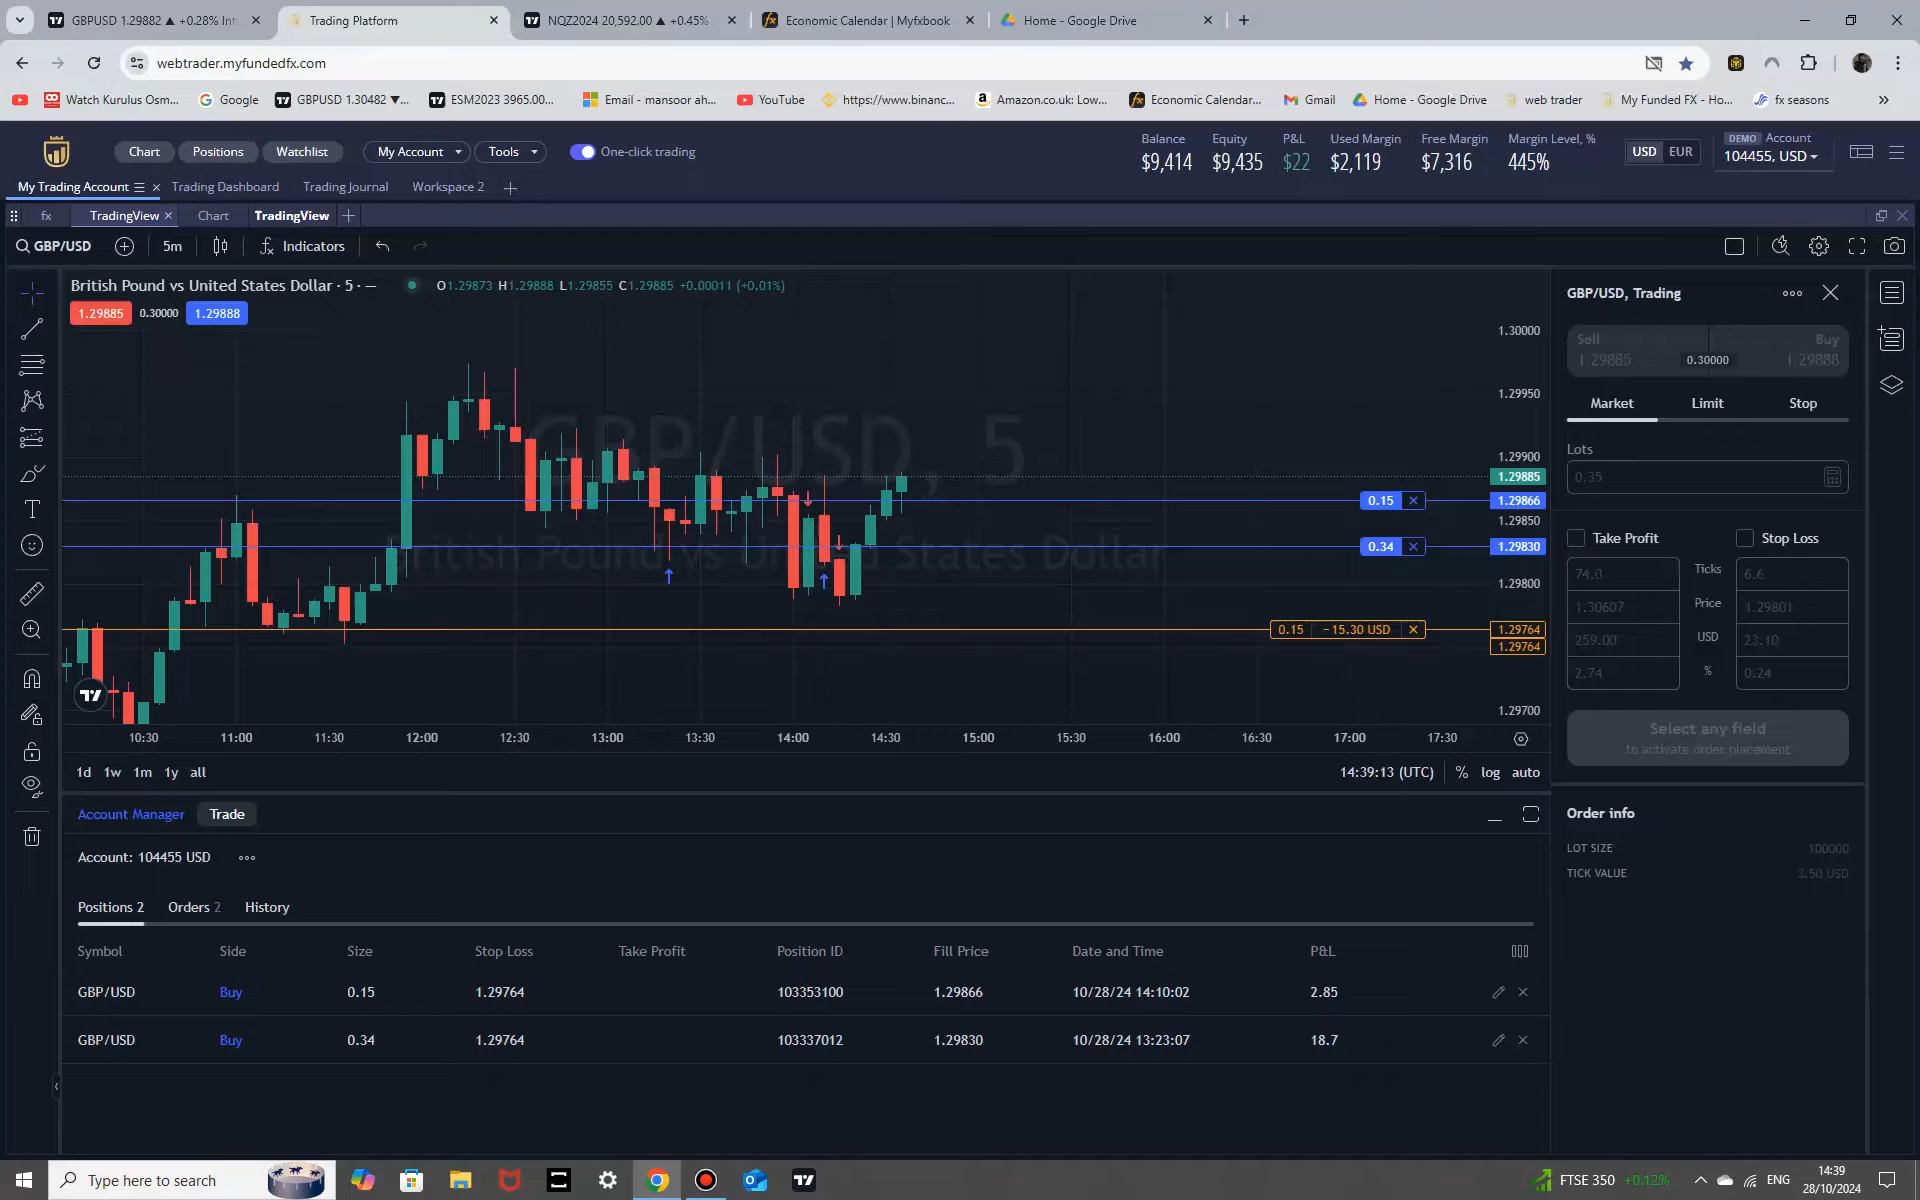 GBPUSD 1.29882 ▲ +0.28% Int
Trading Platform
NQZ2024 20,592.00 ▲ +0.45%
Economic Calendar | Myfxbook
Home - Google Drive
webtrader.myfundedfx.com
Watch Kurulus Osm...
Google
GBPUSD 1.30482 ▼...
ESM2023 3965.00...
Email - mansoor ah...
YouTube
https://www.binanc...
Amazon.co.uk: Low...
Economic Calendar...
Gmail
Home - Google Drive
web trader
My Funded FX - Ho...
fx seasons
Chart
Positions
Watchlist
My Account
Tools
One-click trading
Balance
$9,414
Equity
$9,435
P&L
$22
Used Margin
$2,119
Free Margin
$7,316
Margin Level, %
445%
USD EUR
DEMO Account
104455, USD
My Trading Account
Trading Dashboard
Trading Journal
Workspace 2
fx
TradingView
Chart
TradingView
GBP/USD
5m
Indicators
British Pound vs United States Dollar · 5 · —
O1.29873 H1.29888 L1.29855 C1.29885 +0.00011 (+0.01%)
1.29885
0.30000
1.29888
GBP/USD, 5
British Pound vs United States Dollar
1.30000
1.29950
1.29900
1.29885
0.15
1.29866
1.29850
0.34
1.29830
1.29800
0.15 −15.30 USD
1.29764
1.29764
1.29700
10:30 11:00 11:30 12:00 12:30 13:00 13:30 14:00 14:30 15:00 15:30 16:00 16:30 17:00 17:30
1d 1w 1m 1y all
14:39:13 (UTC) % log auto
GBP/USD, Trading
Sell
1.29885
0.30000
Buy
1.29888
Market Limit Stop
Lots
0.35
Take Profit
Stop Loss
74.0 Ticks 6.6
1.30607 Price 1.29801
259.00 USD 23.10
2.74 % 0.24
Select any field
to activate order placement
Order info
LOT SIZE 100000
TICK VALUE 3.50 USD
Account Manager
Trade
Account: 104455 USD
Positions 2
Orders 2
History
Symbol Side Size Stop Loss Take Profit Position ID Fill Price Date and Time P&L
GBP/USD Buy 0.15 1.29764 103353100 1.29866 10/28/24 14:10:02 2.85
GBP/USD Buy 0.34 1.29764 103337012 1.29830 10/28/24 13:23:07 18.7
Type here to search
FTSE 350 +0.12%
ENG
14:39
28/10/2024